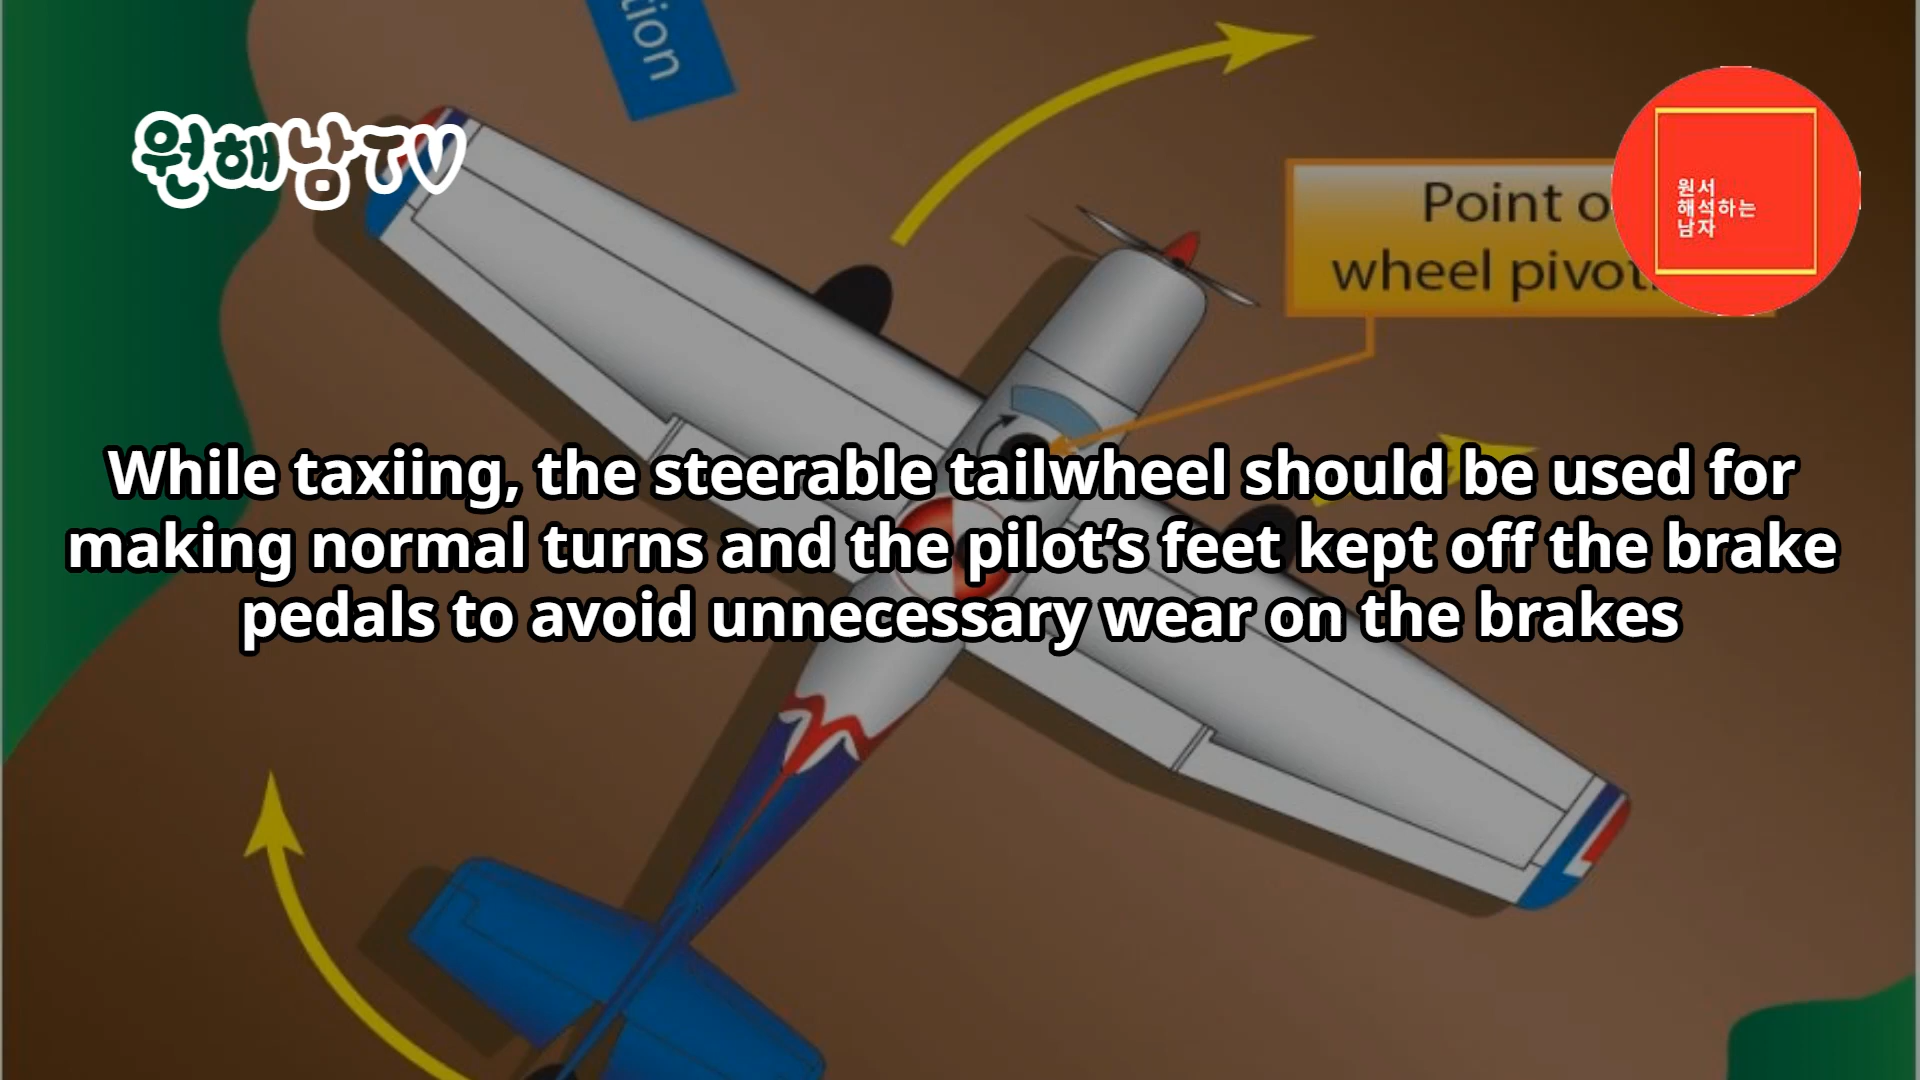 tion
원해남TV
Point o
wheel pivot
원서
해석하는
남자
While taxiing, the steerable tailwheel should be used for
making normal turns and the pilot’s feet kept off the brake
pedals to avoid unnecessary wear on the brakes